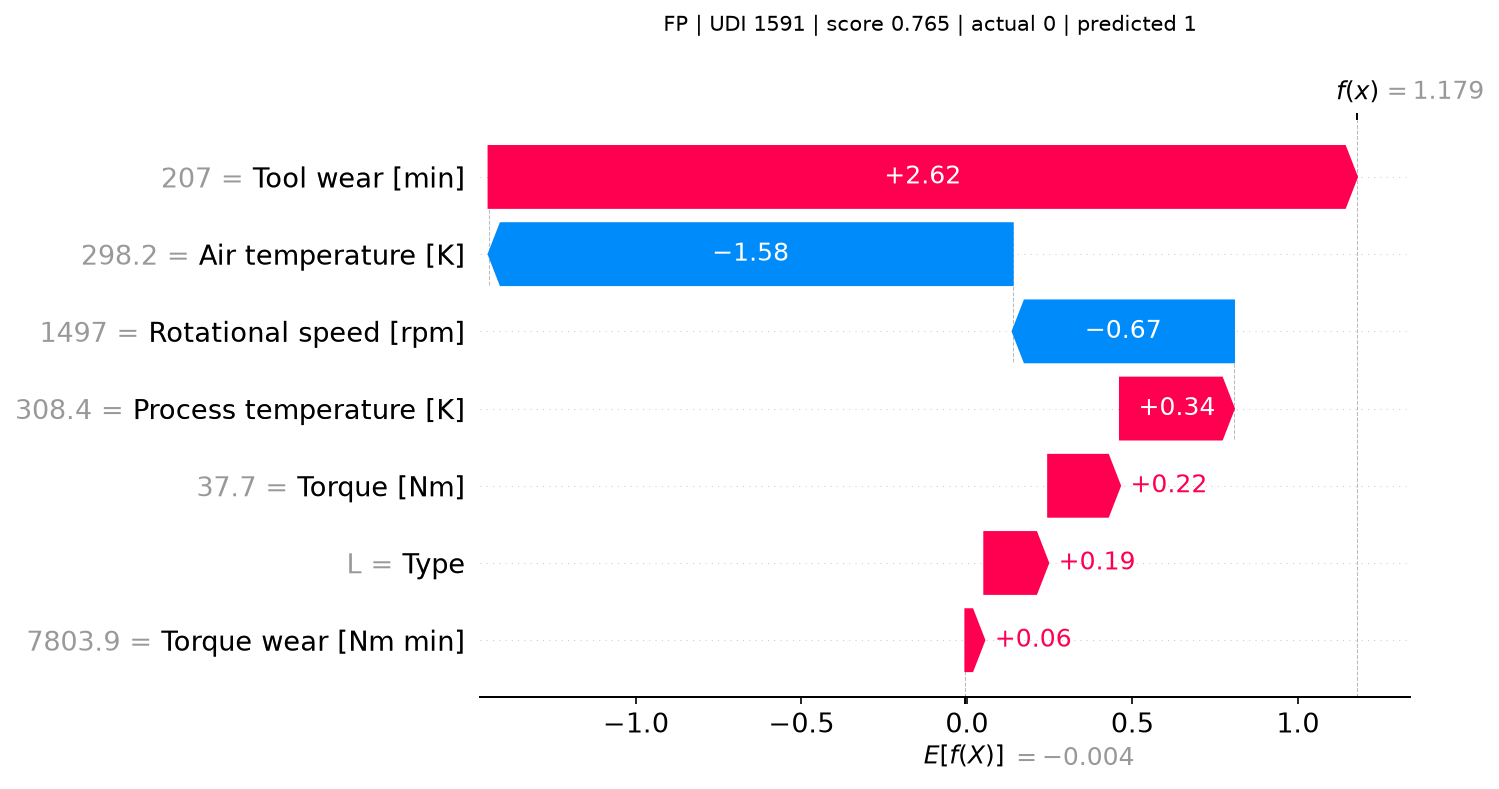 FP | UDI 1591 | score 0.765 | actual 0 | predicted 1
f(x) = 1.179
207 = Tool wear [min] +2.62
298.2 = Air temperature [K] −1.58
1497 = Rotational speed [rpm] −0.67
308.4 = Process temperature [K] +0.34
37.7 = Torque [Nm] +0.22
L = Type +0.19
7803.9 = Torque wear [Nm min] +0.06
−1.0 −0.5 0.0 0.5 1.0
E[f(X)] = −0.004